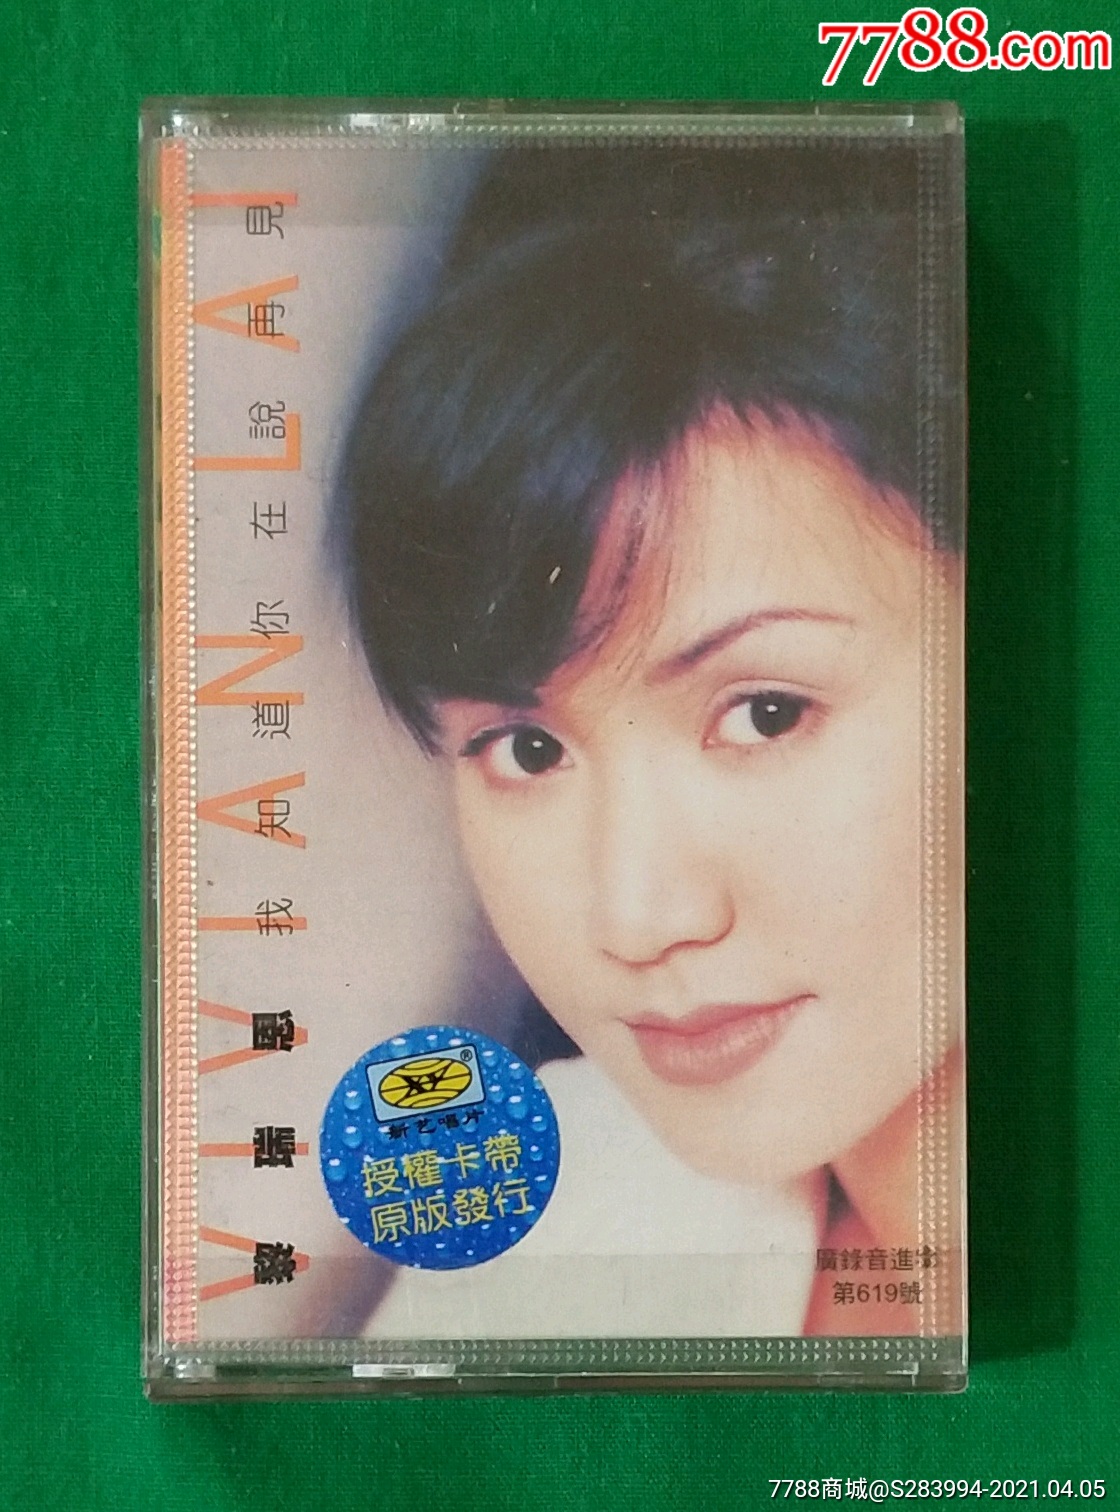 7788.com
VIVIAN LAI
黎瑞恩 我知道你在說再見
XY®
新艺唱片
授權卡帶
原版發行
廣錄音進字
第619號
7788商城@S283994-2021.04.05